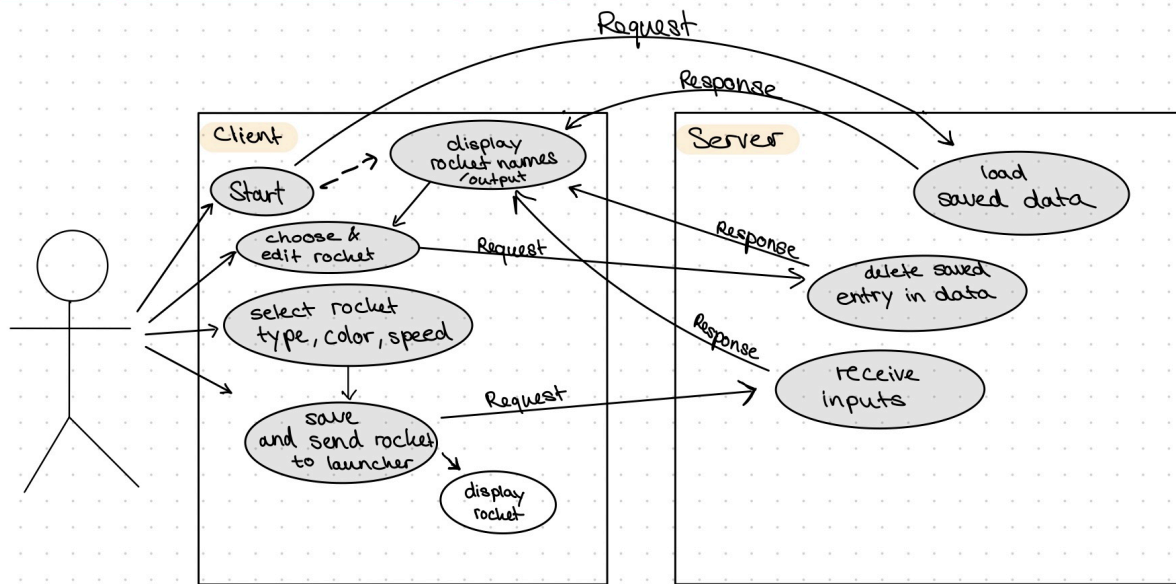 Request
Response
Client
display
rocket names
/output
Start
choose &
edit rocket
Request
select rocket
type, color, speed
save
and send rocket
to launcher
Request
display
rocket
Server
load
saved data
Response
delete saved
entry in data
Response
receive
inputs